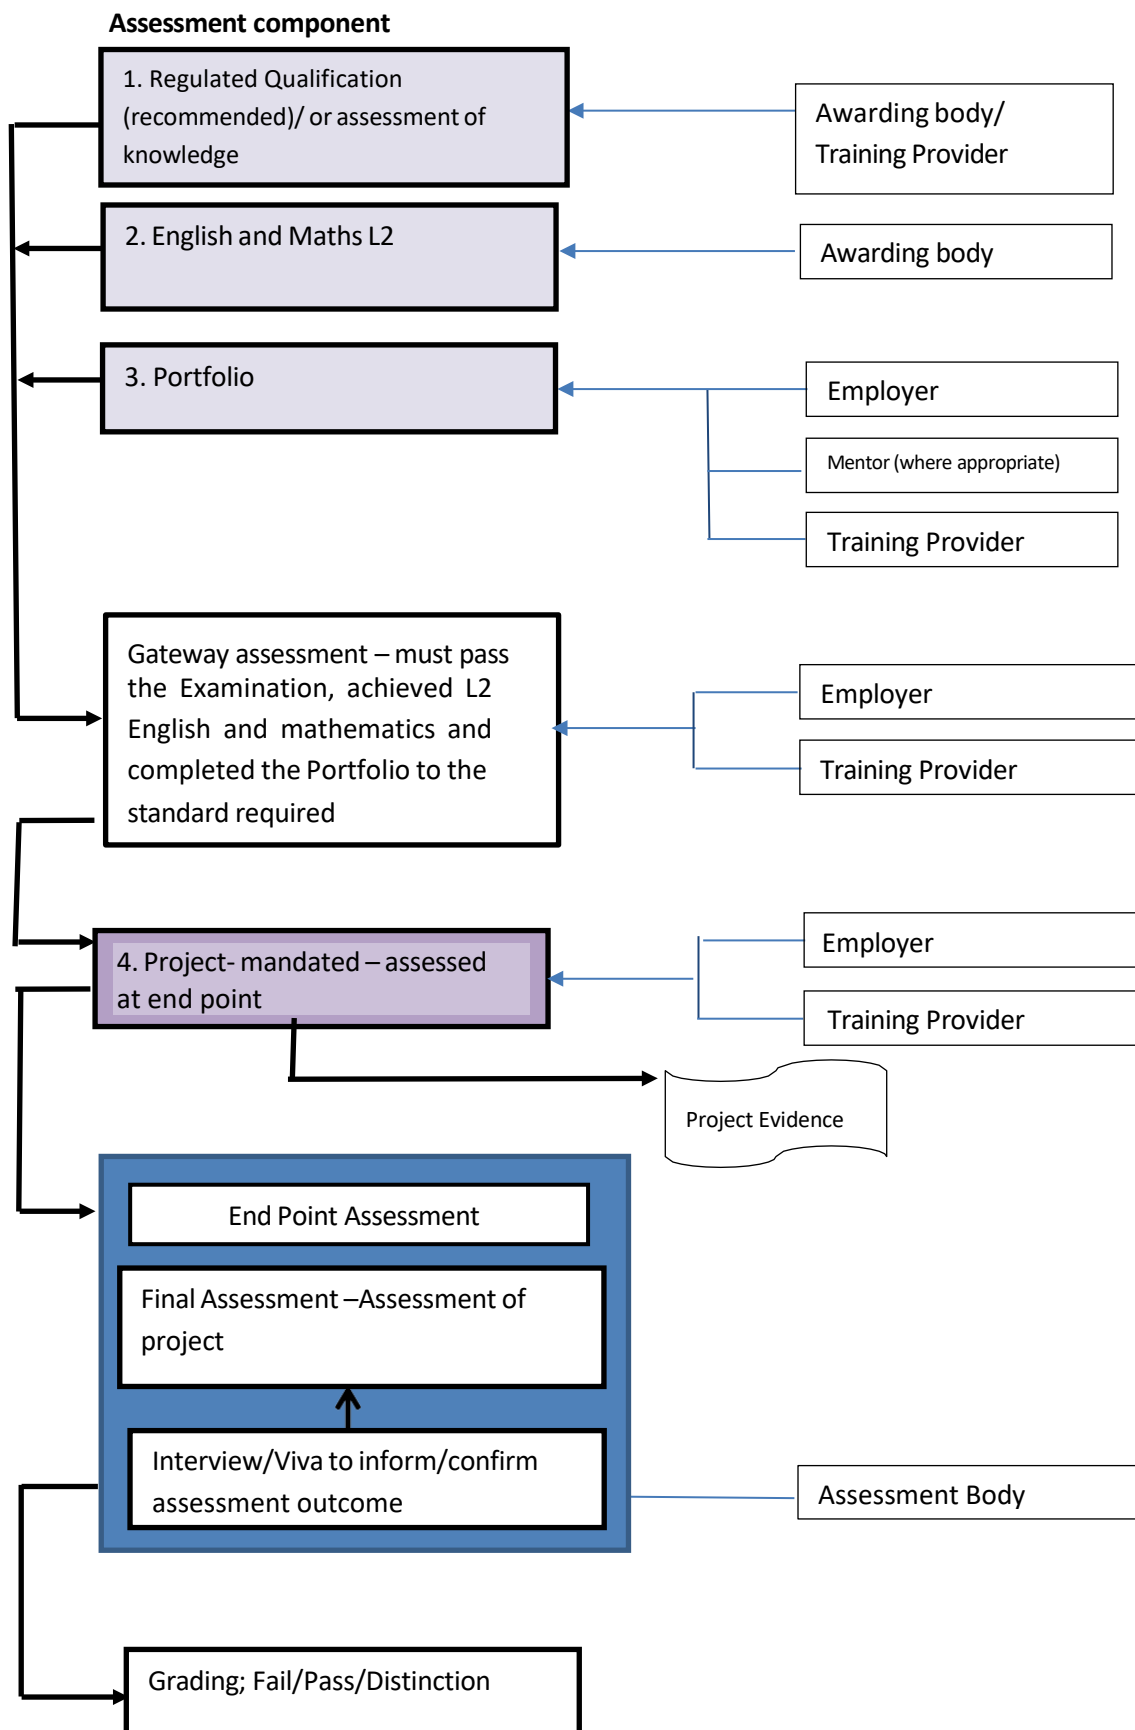 Assessment component
1. Regulated Qualification
(recommended)/ or assessment of
knowledge
Awarding body/
Training Provider
2. English and Maths L2
Awarding body
3. Portfolio
Employer
Mentor (where appropriate)
Training Provider
Gateway assessment – must pass
the Examination, achieved L2
English and mathematics and
completed the Portfolio to the
standard required
Employer
Training Provider
4. Project- mandated – assessed
at end point
Employer
Training Provider
Project Evidence
End Point Assessment
Final Assessment –Assessment of
project
Interview/Viva to inform/confirm
assessment outcome
Assessment Body
Grading; Fail/Pass/Distinction